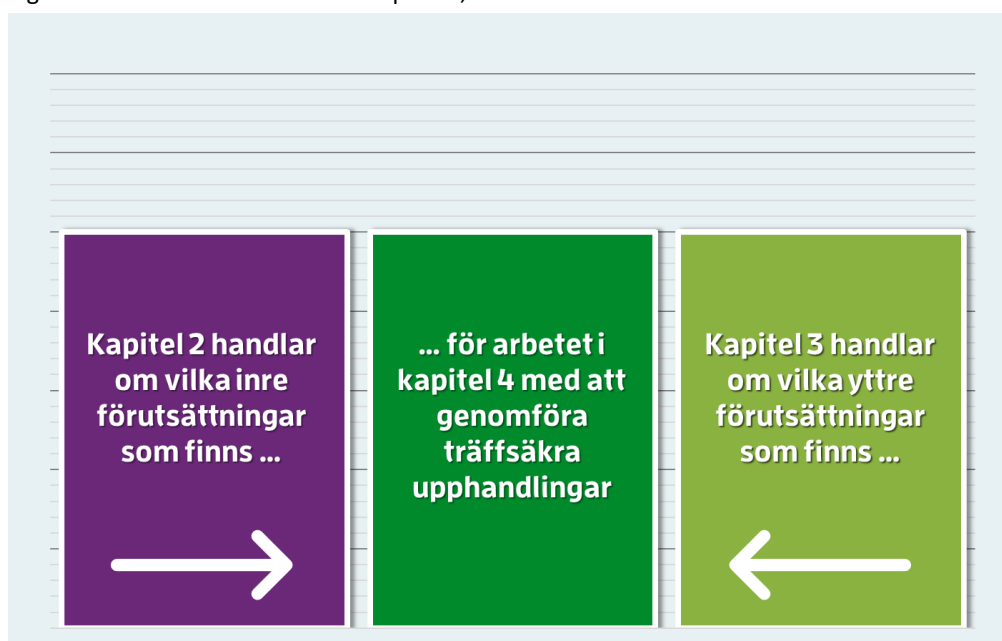 Kapitel 2 handlar
om vilka inre
förutsättningar
som finns ...
... för arbetet i
kapitel 4 med att
genomföra
träffsäkra
upphandlingar
Kapitel 3 handlar
om vilka yttre
förutsättningar
som finns ...